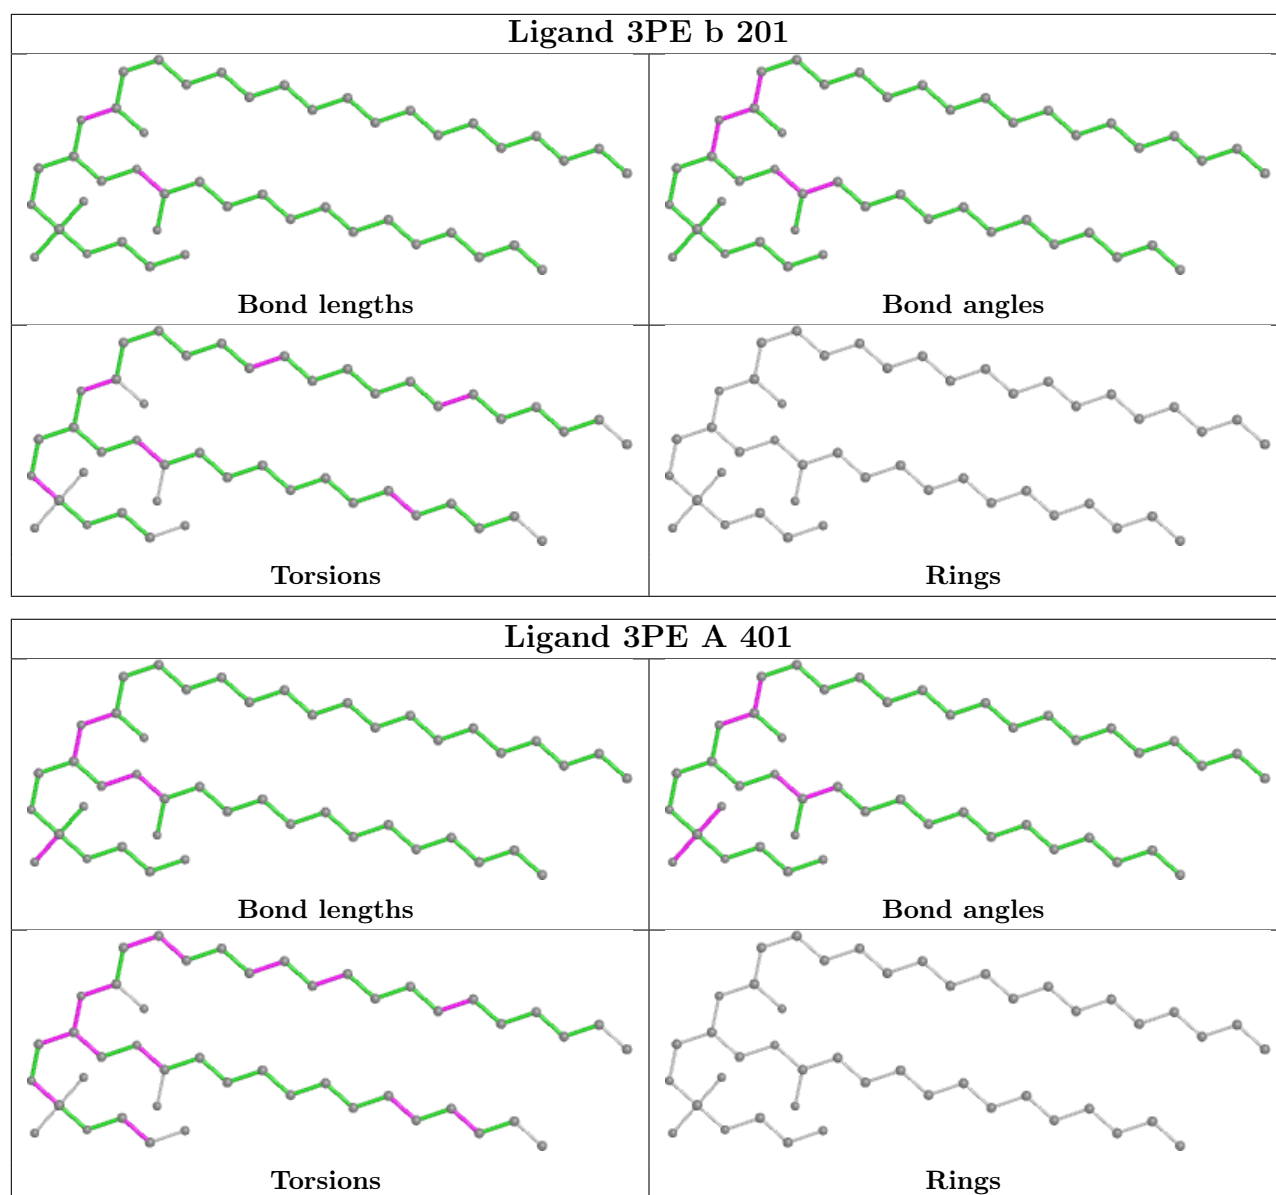 Ligand 3PE b 201
Bond lengths
Bond angles
Torsions
Rings
Ligand 3PE A 401
Bond lengths
Bond angles
Torsions
Rings